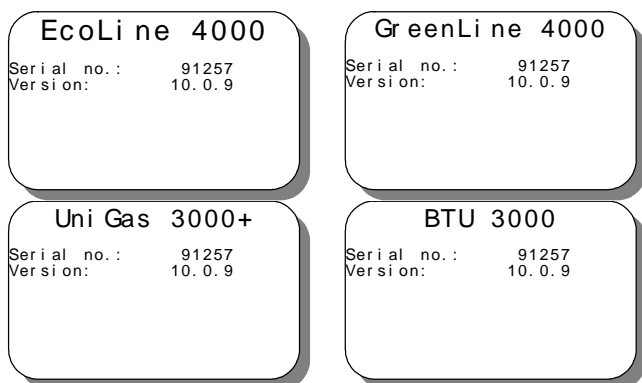 EcoLine 4000
Serial no.: 91257
Version: 10.0.9
GreenLine 4000
Serial no.: 91257
Version: 10.0.9
UniGas 3000+
Serial no.: 91257
Version: 10.0.9
BTU 3000
Serial no.: 91257
Version: 10.0.9